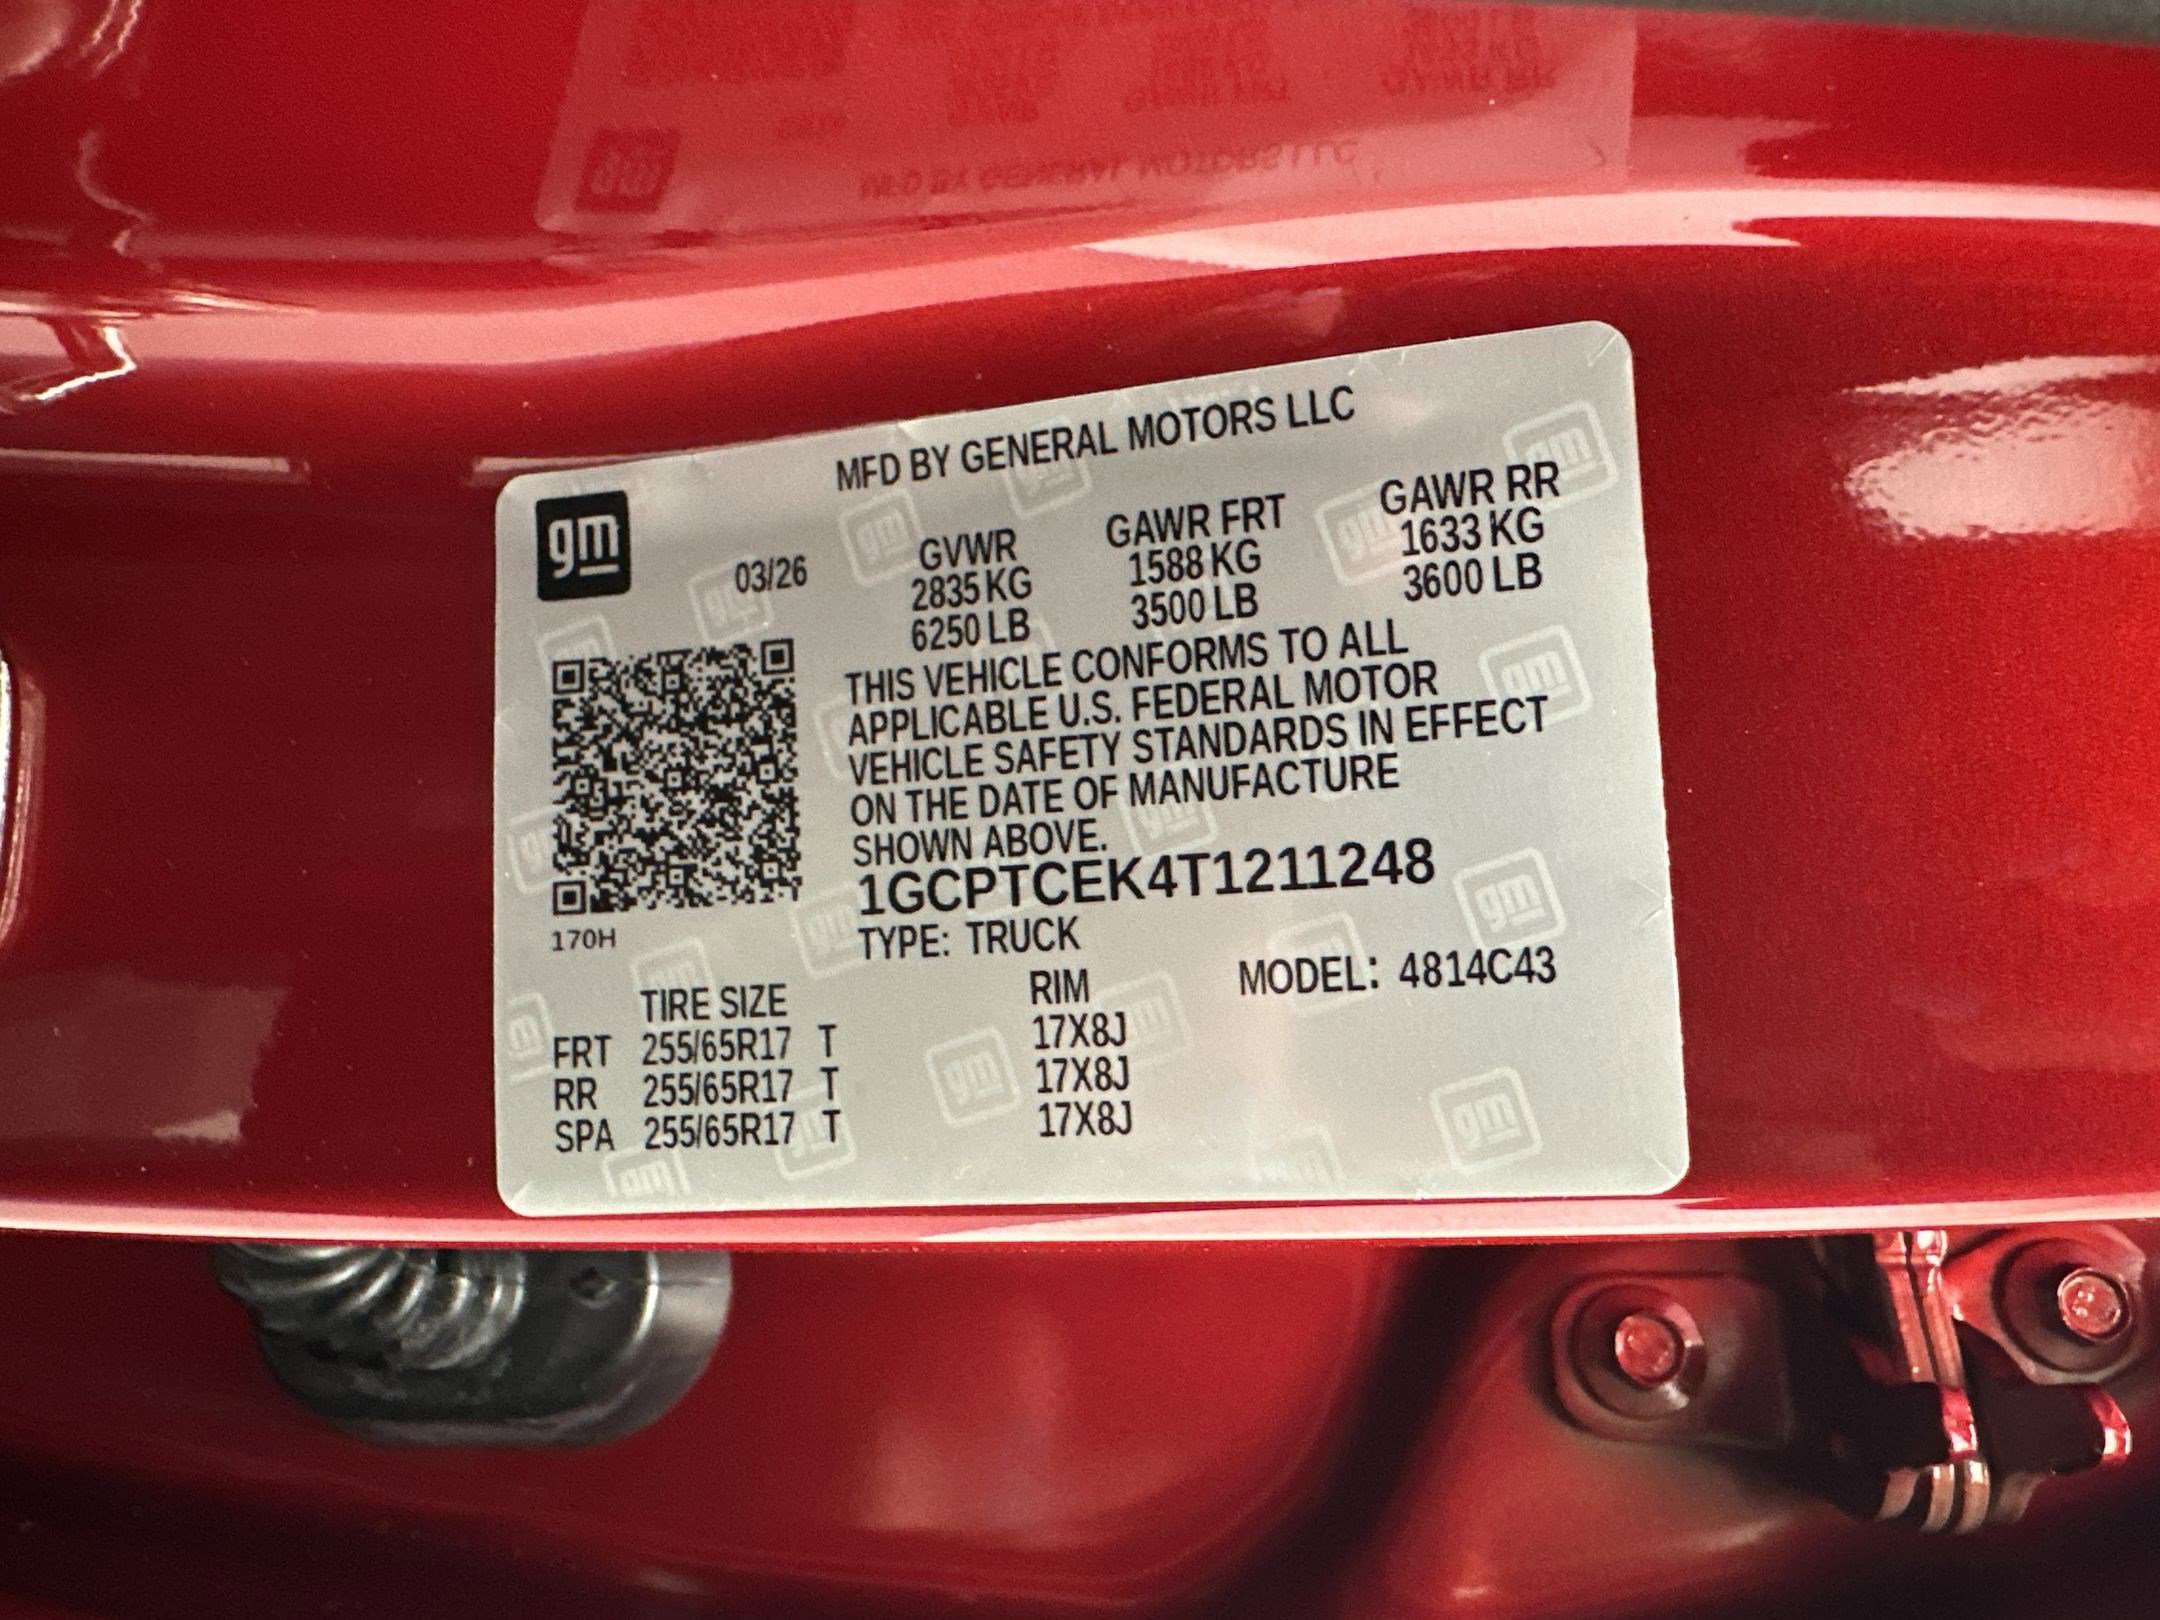 MFD BY GENERAL MOTORS LLC
gm
03/26
GVWR GAWR FRT GAWR RR
2835 KG 1588 KG 1633 KG
6250 LB 3500 LB 3600 LB
THIS VEHICLE CONFORMS TO ALL
APPLICABLE U.S. FEDERAL MOTOR
VEHICLE SAFETY STANDARDS IN EFFECT
ON THE DATE OF MANUFACTURE
SHOWN ABOVE.
1GCPTCEK4T1211248
170H
TYPE: TRUCK
MODEL: 4814C43
TIRE SIZE RIM
FRT 255/65R17 T 17X8J
RR 255/65R17 T 17X8J
SPA 255/65R17 T 17X8J